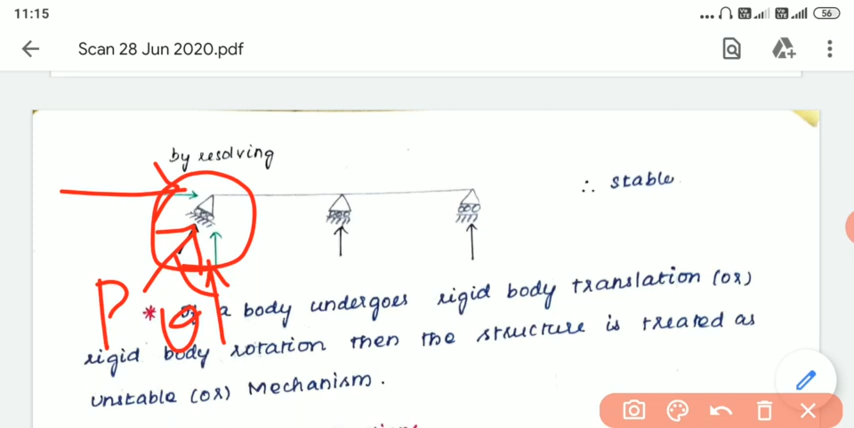 11:15
56
Scan 28 Jun 2020.pdf
by resolving
∴ stable
P
θ
* If a body undergoes rigid body translation (or)
rigid body rotation then the structure is treated as
unstable (or) Mechanism.